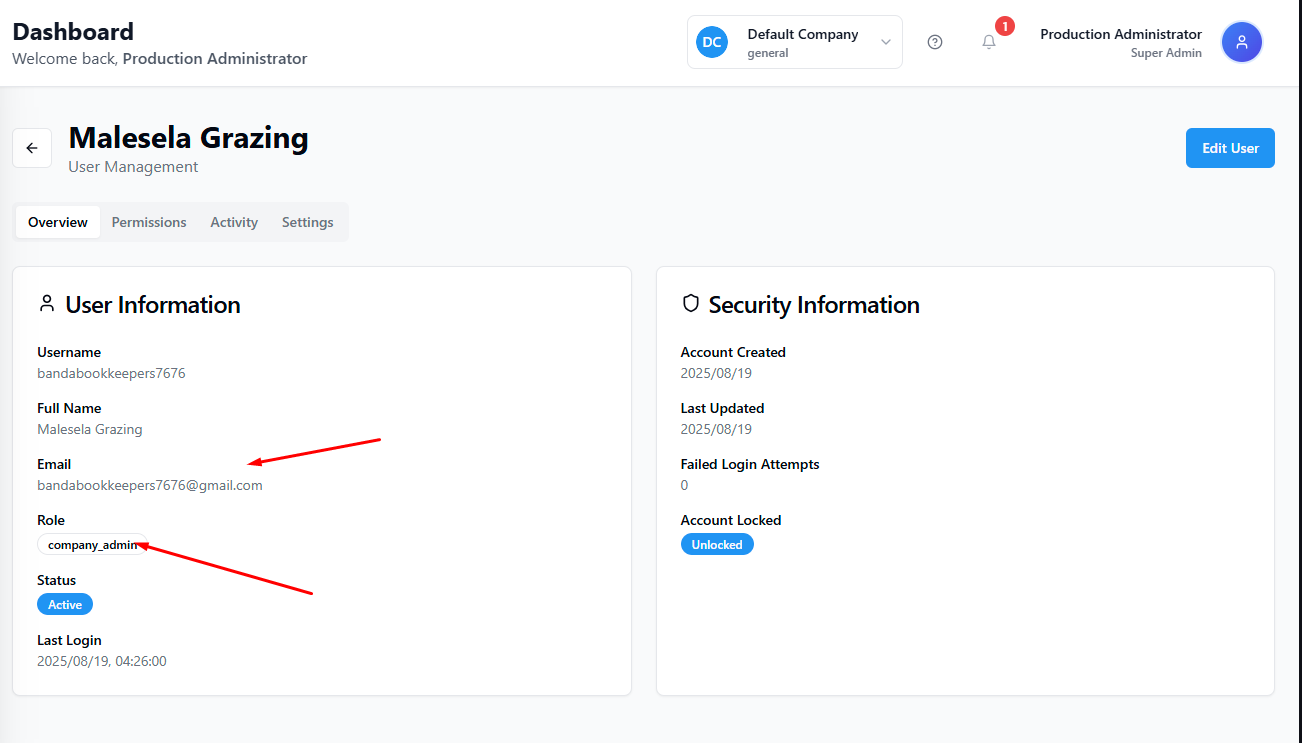 Dashboard
Welcome back, Production Administrator
DC
Default Company
general
1
Production Administrator
Super Admin
Malesela Grazing
User Management
Edit User
Overview
Permissions
Activity
Settings
User Information
Username
bandabookkeepers7676
Full Name
Malesela Grazing
Email
bandabookkeepers7676@gmail.com
Role
company_admin
Status
Active
Last Login
2025/08/19, 04:26:00
Security Information
Account Created
2025/08/19
Last Updated
2025/08/19
Failed Login Attempts
0
Account Locked
Unlocked